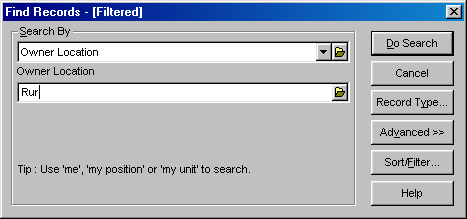 Find Records - [Filtered]
Search By
Owner Location
Owner Location
Rur
Tip : Use 'me', 'my position' or 'my unit' to search.
Do Search
Cancel
Record Type...
Advanced >>
Sort/Filter...
Help